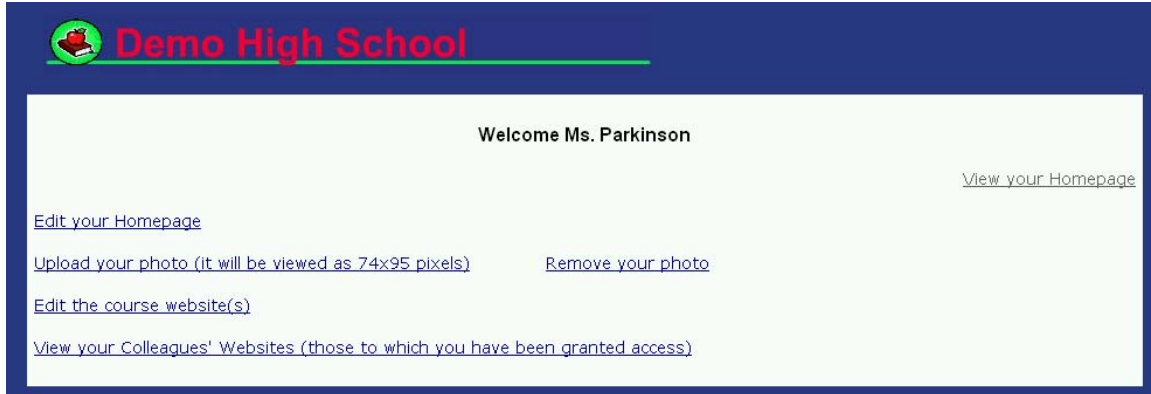 Demo High School
Welcome Ms. Parkinson
View your Homepage
Edit your Homepage
Upload your photo (it will be viewed as 74x95 pixels) Remove your photo
Edit the course website(s)
View your Colleagues' Websites (those to which you have been granted access)